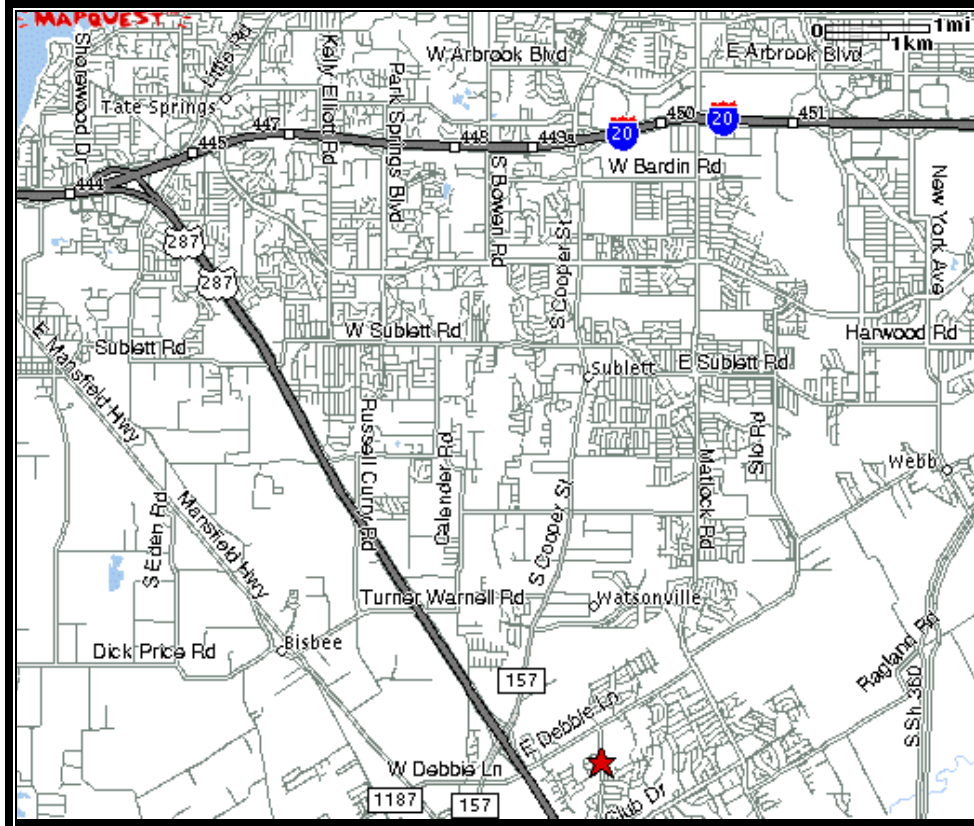 MAPQUEST
0 1mi
1km
Shorewood Dr
Little Rd
Kelly Elliott Rd
Park Springs Blvd
W Arbrook Blvd
E Arbrook Blvd
Tate Springs
444
445
447
448
449a
20
450
20
451
S Bowen Rd
W Bardin Rd
New York Ave
287
287
S Cooper St
W Sublett Rd
Harwood Rd
Sublett Rd
E Mansfield Hwy
Sublett
E Sublett Rd
Russell Curry Rd
Calender Rd
Matlock Rd
Silo Rd
Webb
S Eden Rd
Mansfield Hwy
S Cooper St
Turner Warnell Rd
Watsonville
Dick Price Rd
Bisbee
Ragland Rd
157
S Sh 360
E Debbie Ln
W Debbie Ln
1187
157
Club Dr